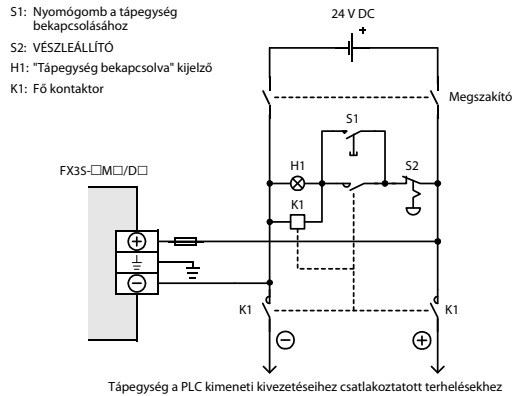 S1: Nyomógomb a tápegység
bekapcsolásához
S2: VÉSZLEÁLLÍTÓ
H1: "Tápegység bekapcsolva" kijelző
K1: Fő kontaktor
24 V DC
+
Megszakító
S1
FX3S-□M□/D□
H1
S2
K1
+
−
K1
K1
−
+
Tápegység a PLC kimeneti kivezetéseihez csatlakoztatott terhelésekhez